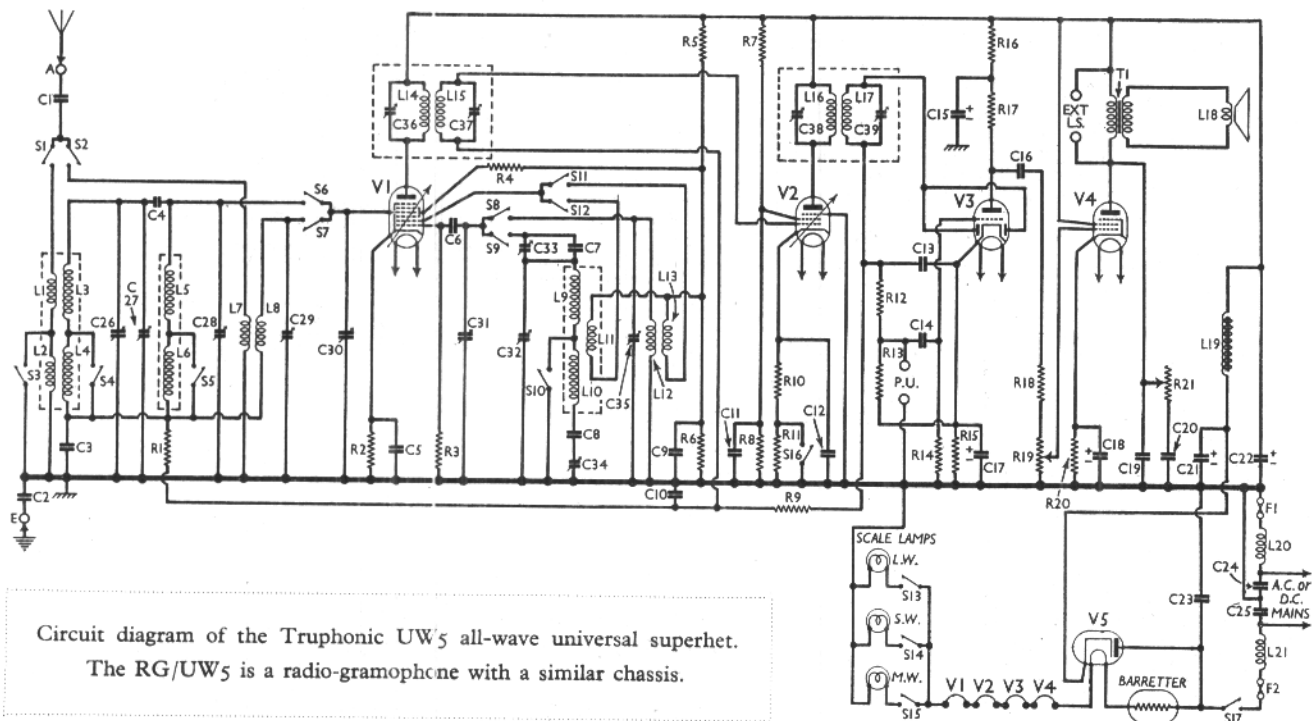 A
C1
S1
S2
L14
C36
L15
C37
R5
R7
L16
C38
L17
C39
R16
C15
R17
EXT
L.S.
T1
L18
V1
R4
S11
S12
V2
C16
V3
V4
C4
S6
S7
C6
S8
S9
C33
C7
C13
L1
L3
C
27
L5
C26
L7
L8
C28
C29
C30
C31
L9
L11
L13
C32
R12
C14
R13
P.U.
L19
L2
L4
S3
S4
L6
S5
S10
L10
C35
L12
R10
R18
R21
C3
R1
R2
C5
R3
C8
C34
C9
R6
C11
R8
R11
S16
C12
R14
R15
C17
R19
C18
R20
C19
C20
C21
C22
C2
E
C10
R9
F1
SCALE LAMPS
L.W.
S13
S.W.
S14
M.W.
S15
V1
V2
V3
V4
V5
BARRETTER
C23
L20
C24
A.C. or
D.C.
MAINS
C25
L21
F2
S17
Circuit diagram of the Truphonic UW5 all-wave universal superhet.
The RG/UW5 is a radio-gramophone with a similar chassis.